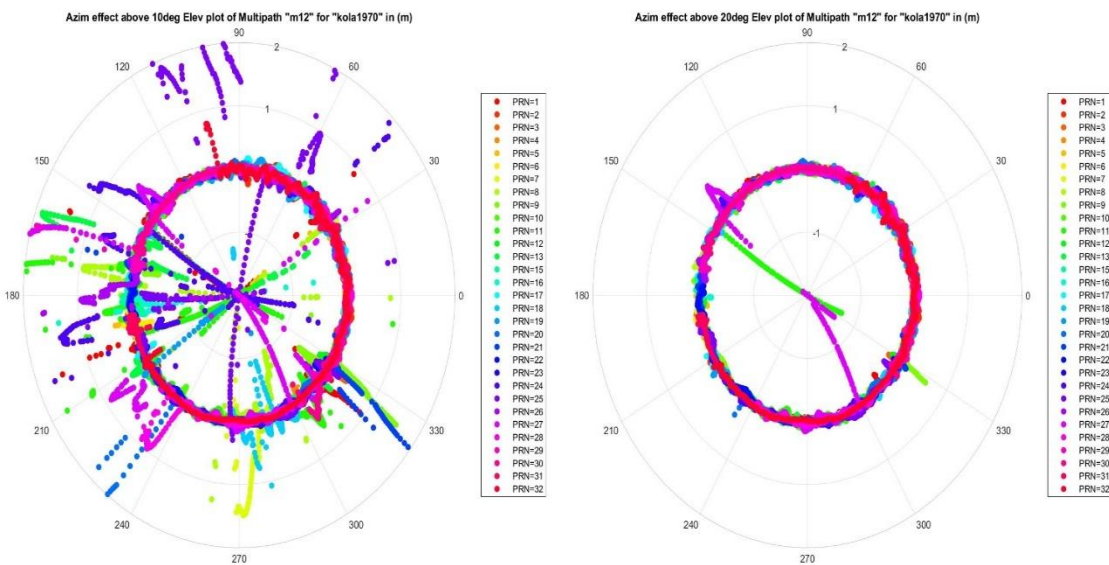 Azim effect above 10deg Elev plot of Multipath "m12" for "kola1970" in (m)
90
2
120
60
1
150
30
-1
180
0
210
330
240
300
270
PRN=1
PRN=2
PRN=3
PRN=4
PRN=5
PRN=6
PRN=7
PRN=8
PRN=9
PRN=10
PRN=11
PRN=12
PRN=13
PRN=15
PRN=16
PRN=17
PRN=18
PRN=19
PRN=20
PRN=21
PRN=22
PRN=23
PRN=24
PRN=25
PRN=26
PRN=27
PRN=28
PRN=29
PRN=30
PRN=31
PRN=32
Azim effect above 20deg Elev plot of Multipath "m12" for "kola1970" in (m)
90
2
120
60
1
150
30
-1
180
0
210
330
240
300
270
PRN=1
PRN=2
PRN=3
PRN=4
PRN=5
PRN=6
PRN=7
PRN=8
PRN=9
PRN=10
PRN=11
PRN=12
PRN=13
PRN=15
PRN=16
PRN=17
PRN=18
PRN=19
PRN=20
PRN=21
PRN=22
PRN=23
PRN=24
PRN=25
PRN=26
PRN=27
PRN=28
PRN=29
PRN=30
PRN=31
PRN=32